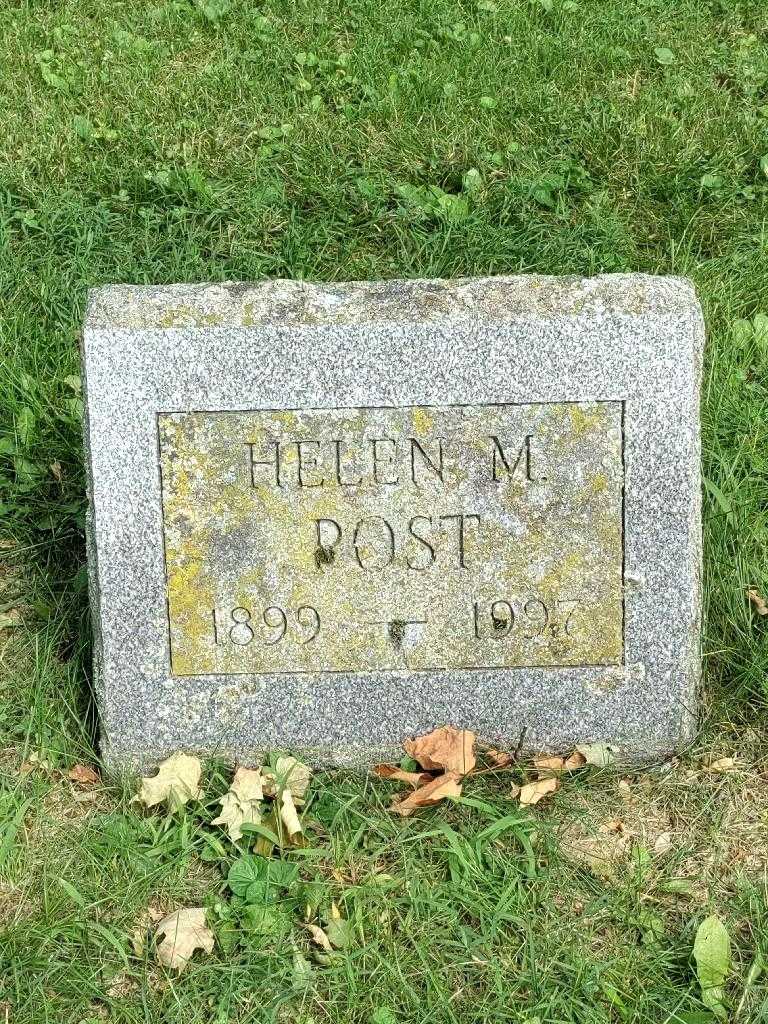 HELEN M.
POST
1899 — 1997